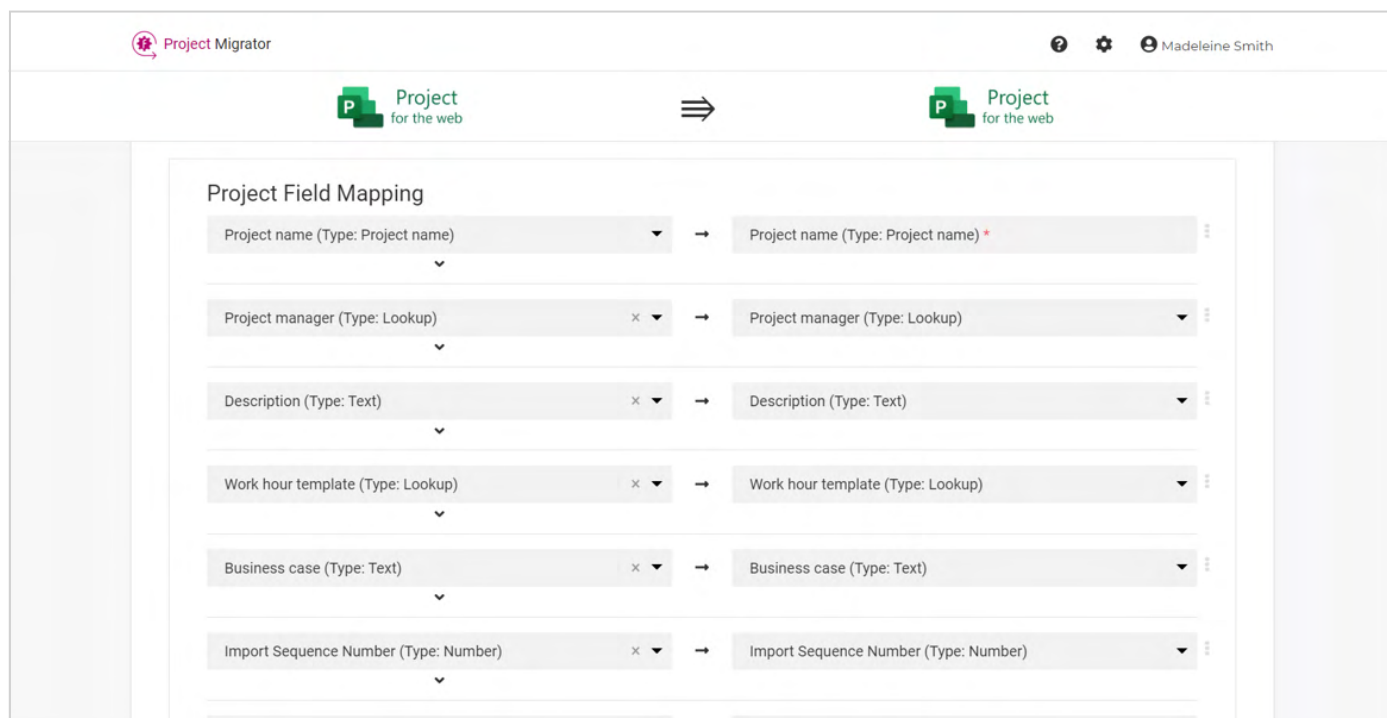 Project Migrator
Madeleine Smith
P Project for the web
P Project for the web
Project Field Mapping
Project name (Type: Project name) Project name (Type: Project name) *
Project manager (Type: Lookup) Project manager (Type: Lookup)
Description (Type: Text) Description (Type: Text)
Work hour template (Type: Lookup) Work hour template (Type: Lookup)
Business case (Type: Text) Business case (Type: Text)
Import Sequence Number (Type: Number) Import Sequence Number (Type: Number)